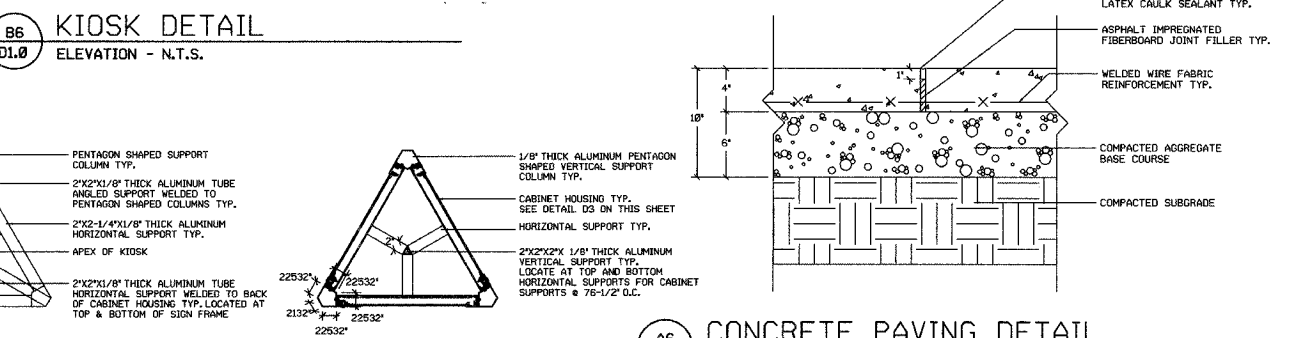 B6
D1.0
KIOSK DETAIL
ELEVATION - N.T.S.
PENTAGON SHAPED SUPPORT
COLUMN TYP.
2"X2"X1/8" THICK ALUMINUM TUBE
ANGLED SUPPORT WELDED TO
PENTAGON SHAPED COLUMNS TYP.
2"X2-1/4"X1/8" THICK ALUMINUM
HORIZONTAL SUPPORT TYP.
APEX OF KIOSK
2"X2"X1/8" THICK ALUMINUM TUBE
HORIZONTAL SUPPORT WELDED TO BACK
OF CABINET HOUSING TYP. LOCATED AT
TOP & BOTTOM OF SIGN FRAME
2"
22532"
22532"
2132"
22532"
22532"
1/8" THICK ALUMINUM PENTAGON
SHAPED VERTICAL SUPPORT
COLUMN TYP.
CABINET HOUSING TYP.
SEE DETAIL D3 ON THIS SHEET
HORIZONTAL SUPPORT TYP.
2"X2"X2"X 1/8" THICK ALUMINUM
VERTICAL SUPPORT TYP.
LOCATE AT TOP AND BOTTOM
HORIZONTAL SUPPORTS FOR CABINET
SUPPORTS @ 76-1/2" O.C.
10"
4"
6"
1"
LATEX CAULK SEALANT TYP.
ASPHALT IMPREGNATED
FIBERBOARD JOINT FILLER TYP.
WELDED WIRE FABRIC
REINFORCEMENT TYP.
COMPACTED AGGREGATE
BASE COURSE
COMPACTED SUBGRADE
CONCRETE PAVING DETAIL